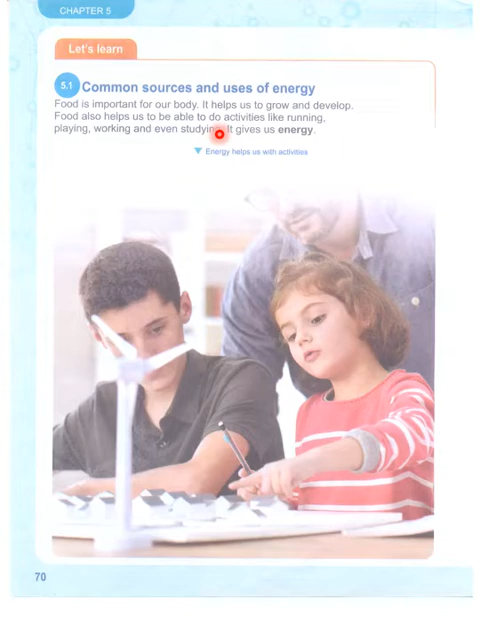 CHAPTER 5
Let's learn
5.1 Common sources and uses of energy
Food is important for our body. It helps us to grow and develop.
Food also helps us to be able to do activities like running,
playing, working and even studying. It gives us energy.
▼ Energy helps us with activities
70